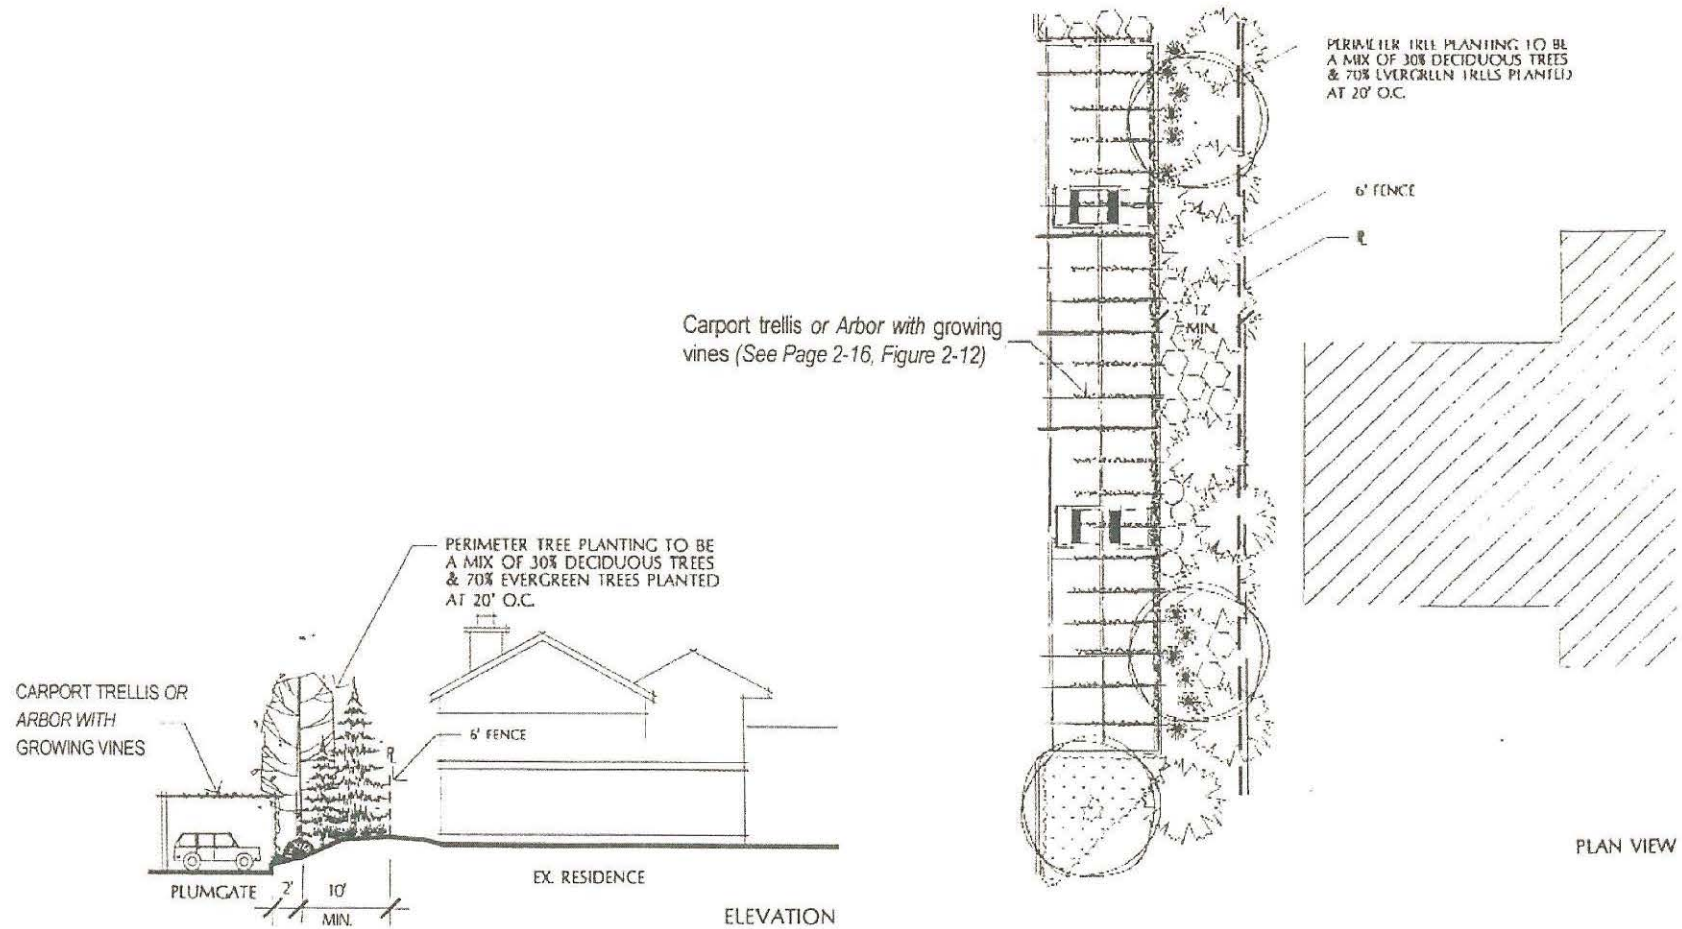 PERIMETER TREE PLANTING TO BE
A MIX OF 30% DECIDUOUS TREES
& 70% EVERGREEN TREES PLANTED
AT 20' O.C.
6' FENCE
Carport trellis or Arbor with growing
vines (See Page 2-16, Figure 2-12)
12'
MIN.
PLAN VIEW
PERIMETER TREE PLANTING TO BE
A MIX OF 30% DECIDUOUS TREES
& 70% EVERGREEN TREES PLANTED
AT 20' O.C.
CARPORT TRELLIS OR
ARBOR WITH
GROWING VINES
6' FENCE
PLUMGATE
2'
10'
MIN.
EX. RESIDENCE
ELEVATION